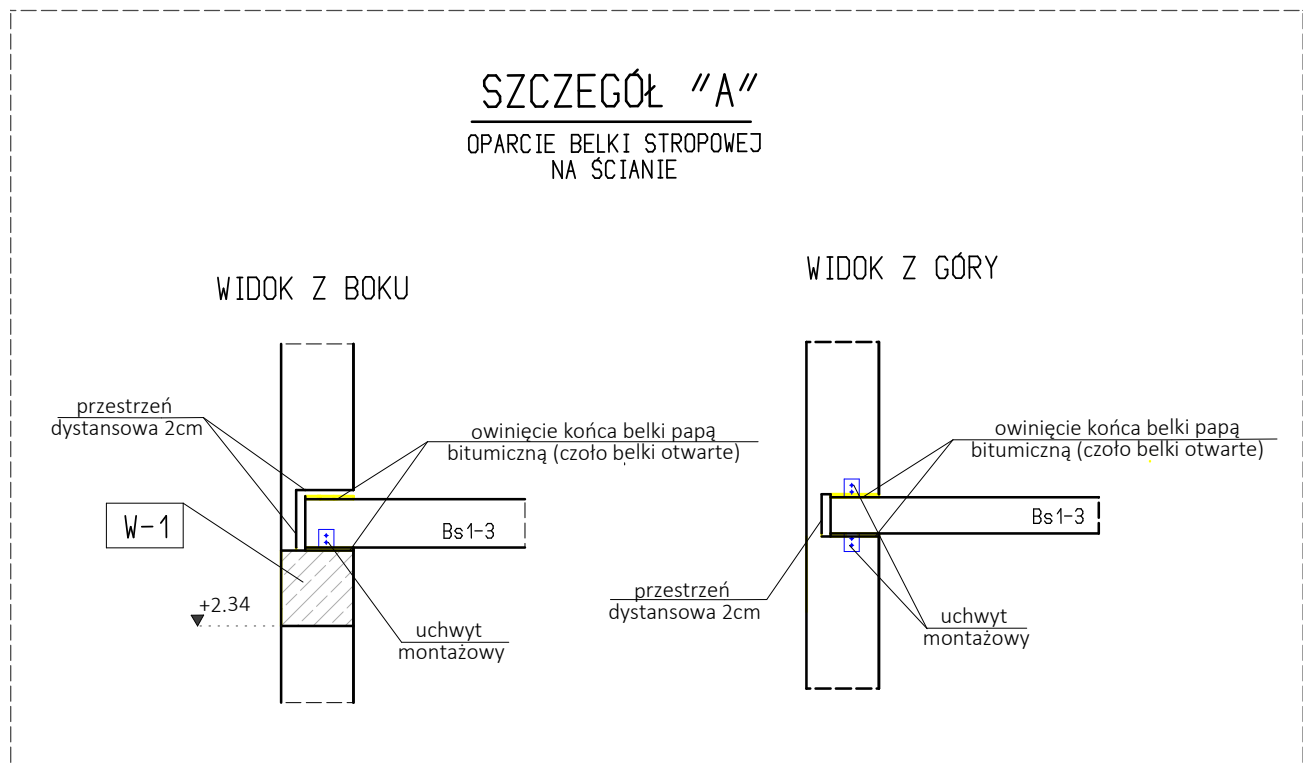 SZCZEGÓŁ "A"
OPARCIE BELKI STROPOWEJ
NA ŚCIANIE
WIDOK Z BOKU
WIDOK Z GÓRY
przestrzeń
dystansowa 2cm
owinięcie końca belki papą
bitumiczną (czoło belki otwarte)
owinięcie końca belki papą
bitumiczną (czoło belki otwarte)
W-1
Bs1-3
Bs1-3
+2.34
uchwyt
montażowy
przestrzeń
dystansowa 2cm
uchwyt
montażowy